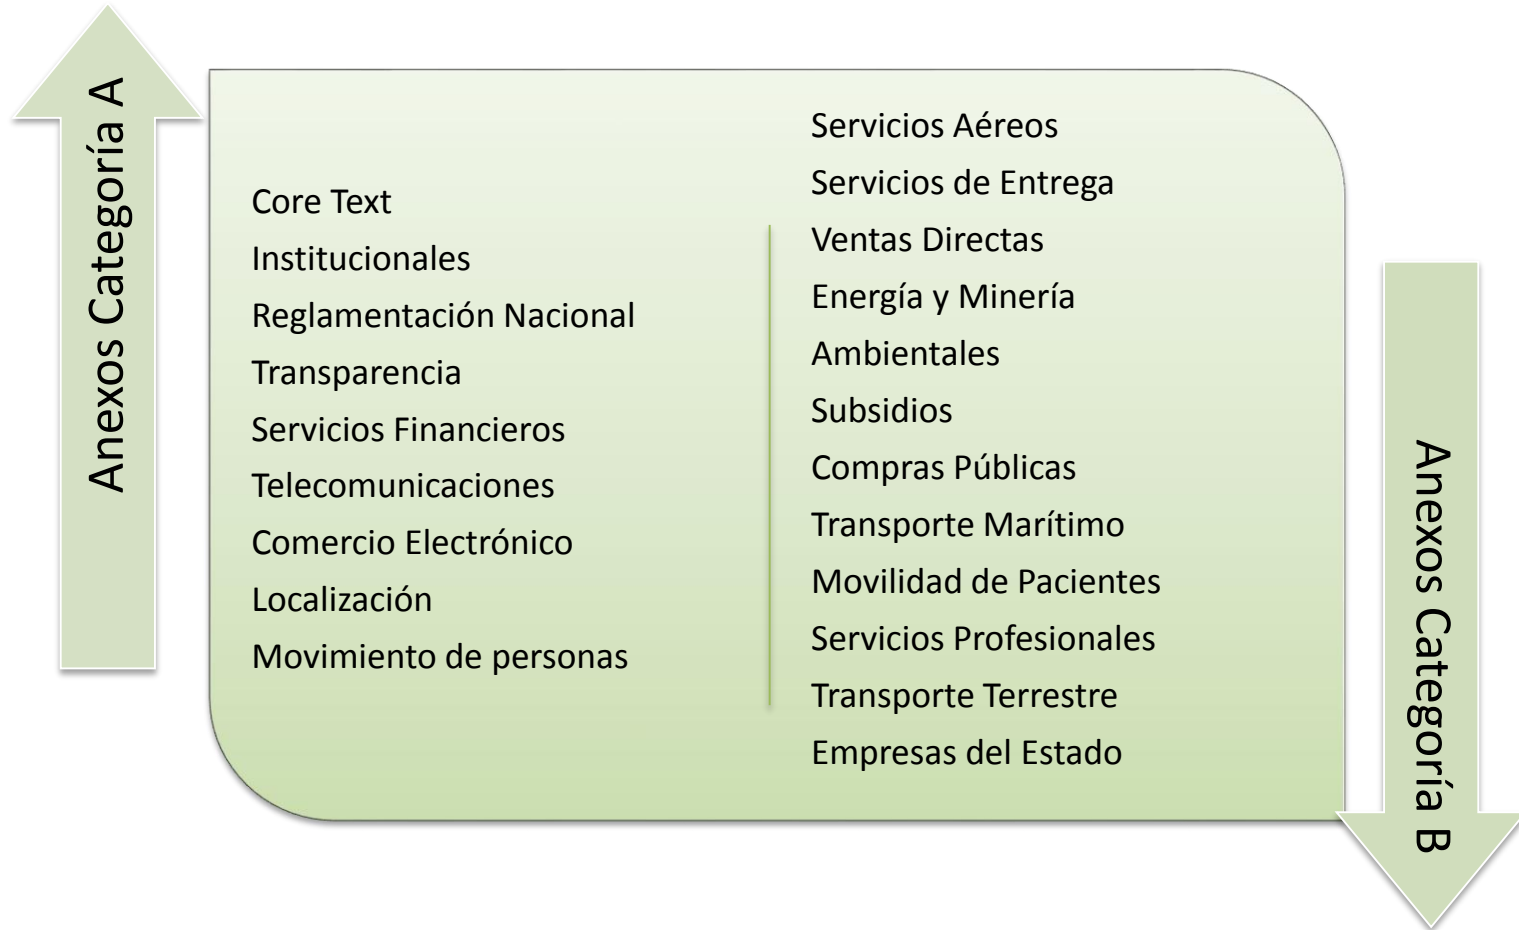 Anexos Categoría A
Core Text
Institucionales
Reglamentación Nacional
Transparencia
Servicios Financieros
Telecomunicaciones
Comercio Electrónico
Localización
Movimiento de personas
Servicios Aéreos
Servicios de Entrega
Ventas Directas
Energía y Minería
Ambientales
Subsidios
Compras Públicas
Transporte Marítimo
Movilidad de Pacientes
Servicios Profesionales
Transporte Terrestre
Empresas del Estado
Anexos Categoría B